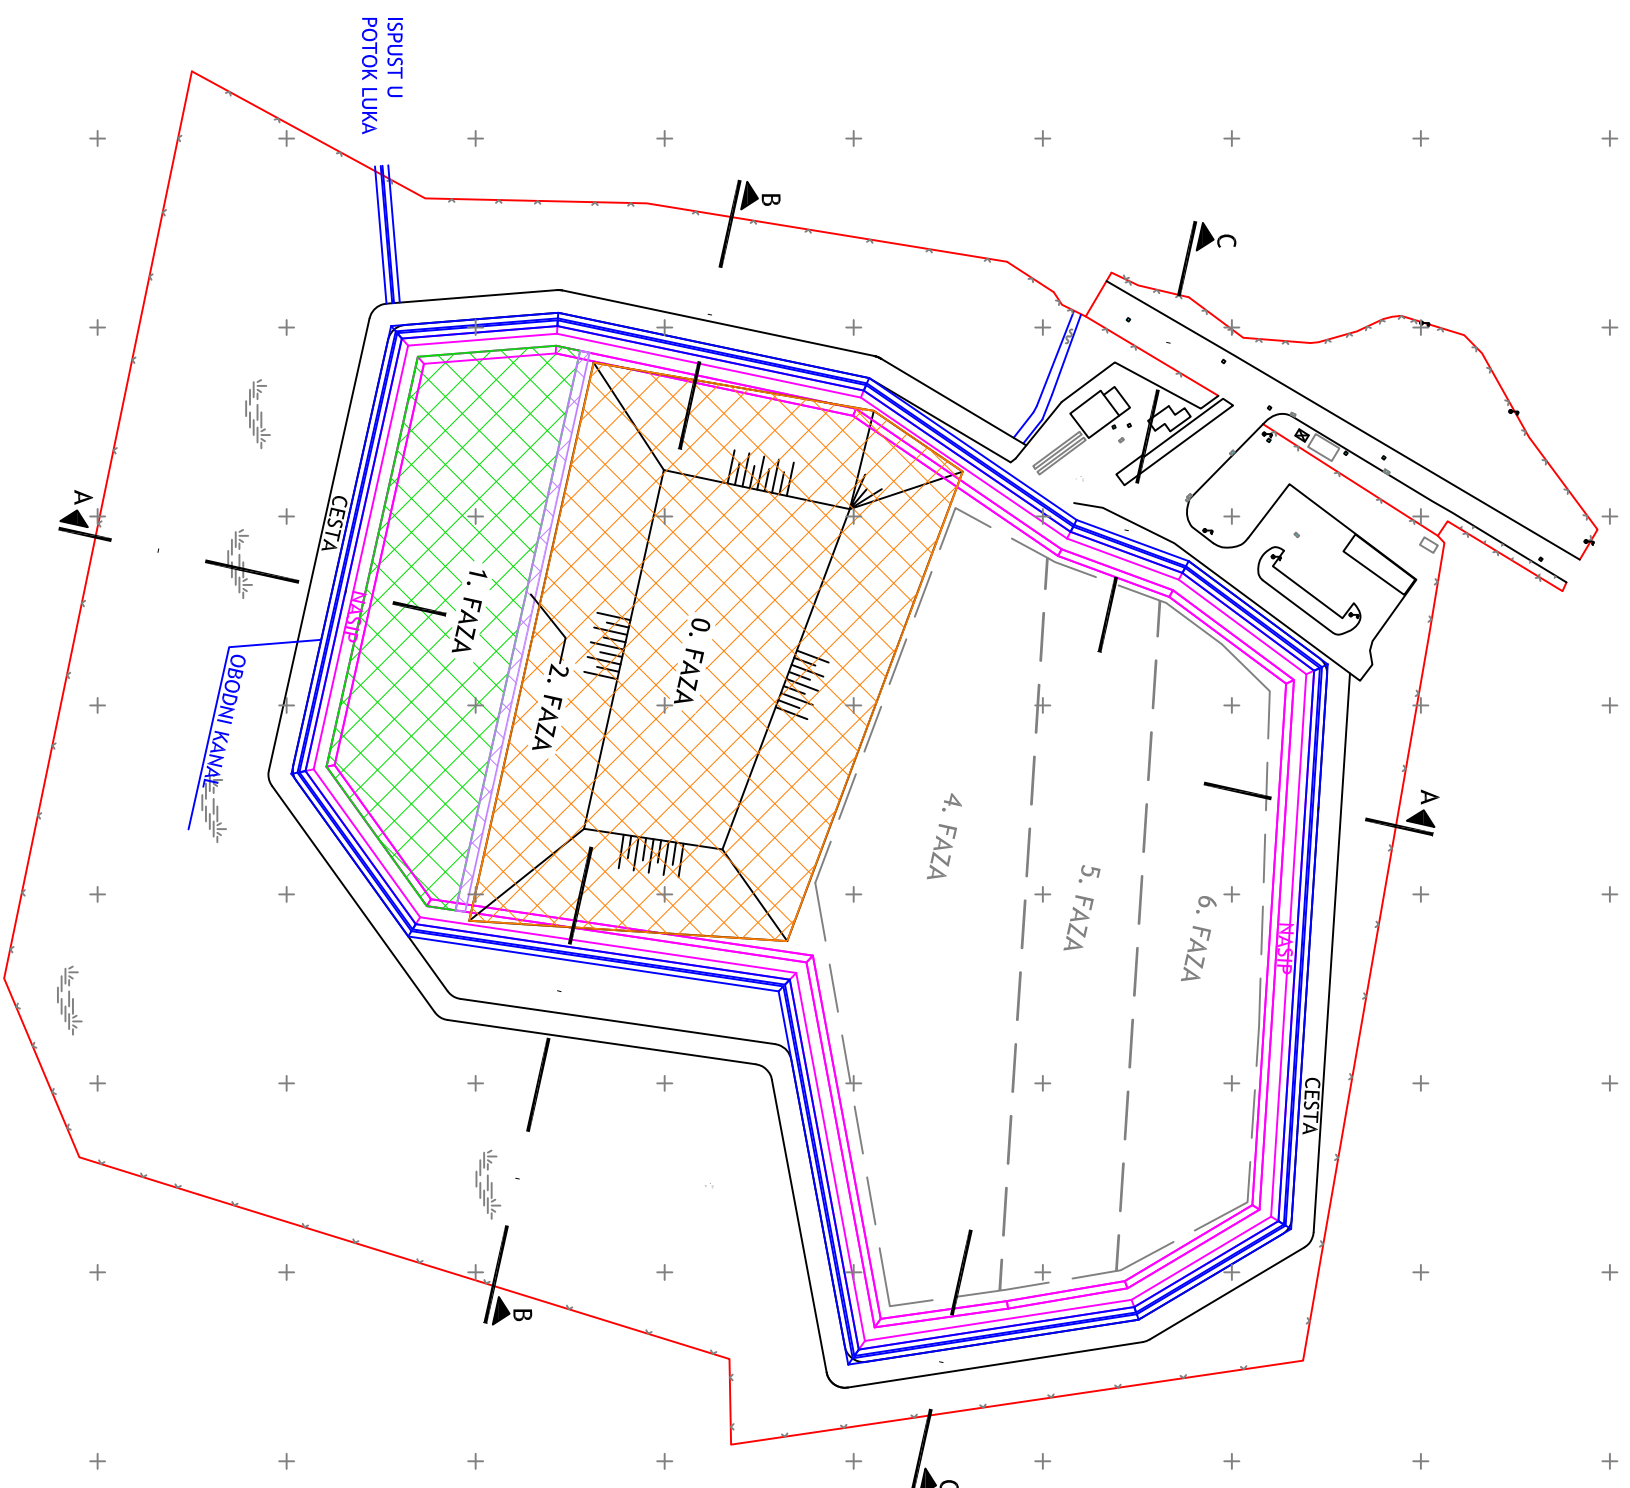 ISPUST U
POTOK LUKA
B
C
A
CESTA
NASIP
1. FAZA
0. FAZA
2. FAZA
OBODNI KANAL
4. FAZA
5. FAZA
6. FAZA
A
NASIP
CESTA
B
C